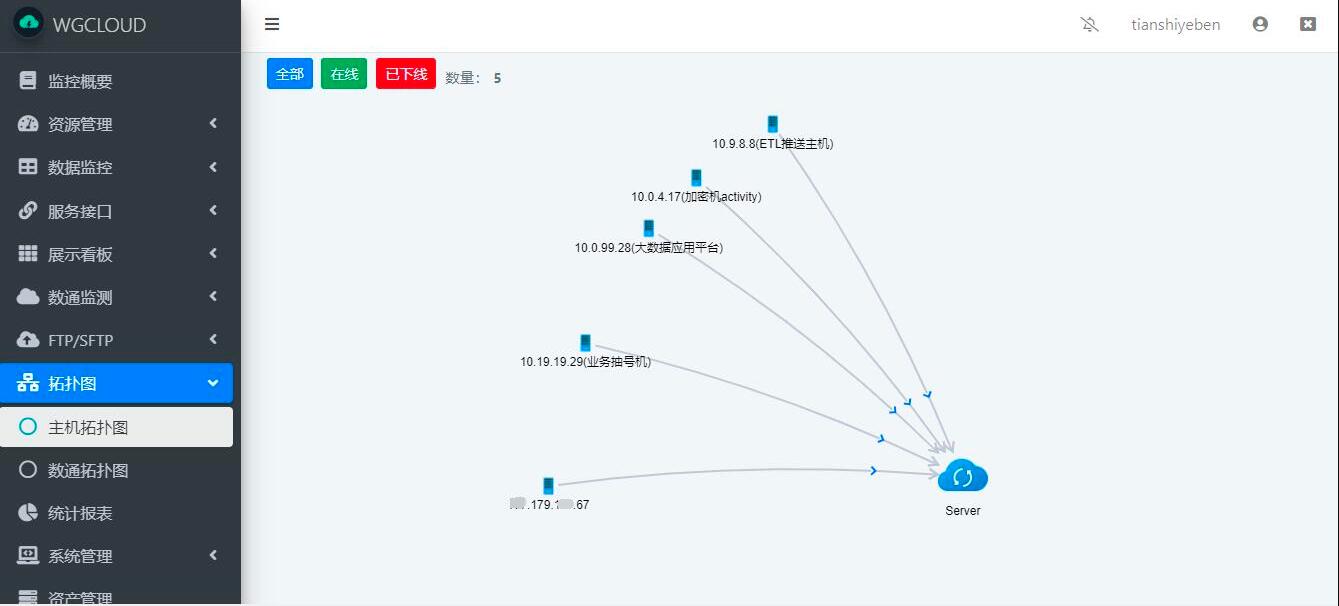 WGCLOUD
tianshiyeben
监控概要
资源管理
数据监控
服务接口
展示看板
数通监测
FTP/SFTP
拓扑图
主机拓扑图
数通拓扑图
统计报表
系统管理
资产管理
全部 在线 已下线 数量： 5
10.9.8.8(ETL推送主机)
10.0.4.17(加密机activity)
10.0.99.28(大数据应用平台)
10.19.19.29(业务抽号机)
.179. .67
Server